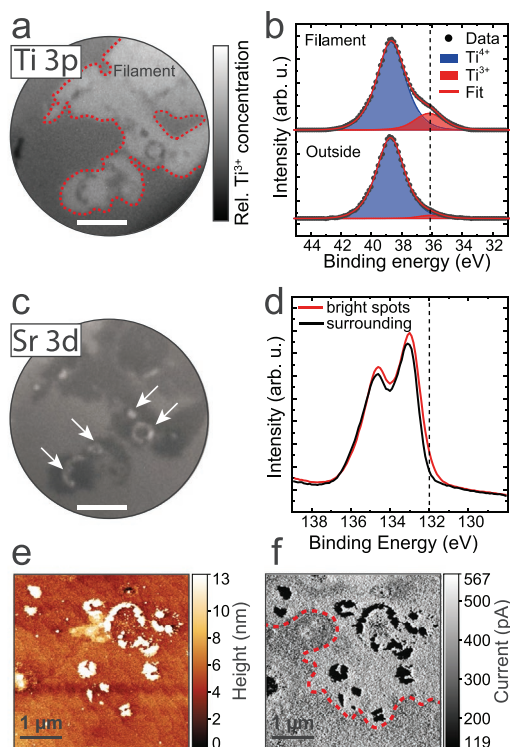 a
Ti 3p
Filament
Rel. Ti³⁺ concentration
b
Filament
Data
Ti⁴⁺
Ti³⁺
Fit
Outside
Intensity (arb. u.)
44 42 40 38 36 34 32
Binding energy (eV)
c
Sr 3d
d
bright spots
surrounding
Intensity (arb. u.)
138 136 134 132 130
Binding Energy (eV)
e
13
12
10
8
6
4
2
0
Height (nm)
1 µm
f
567
500
400
300
200
119
Current (pA)
1 µm